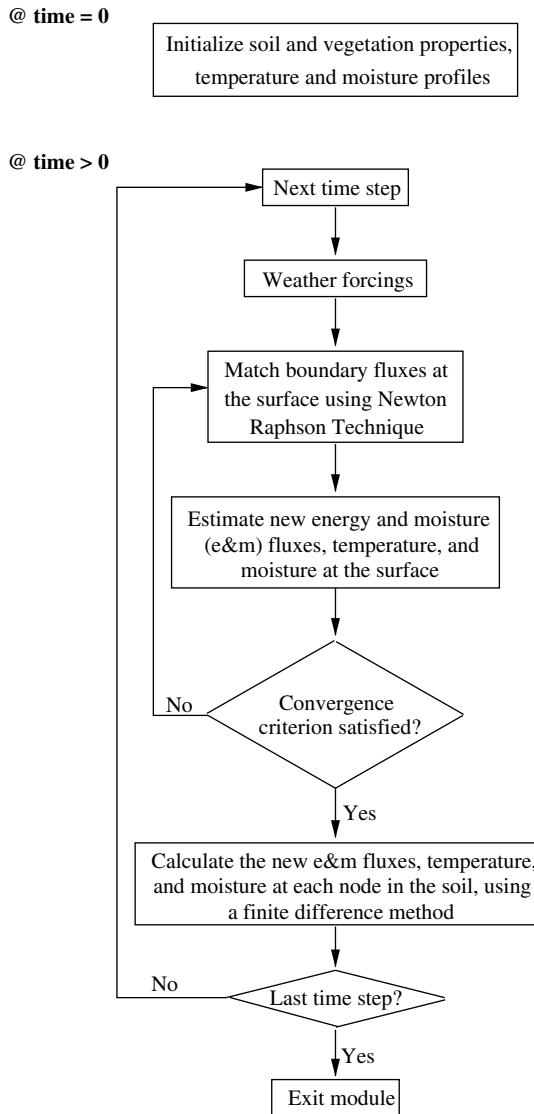 @ time = 0
Initialize soil and vegetation properties,
temperature and moisture profiles
@ time > 0
Next time step
Weather forcings
Match boundary fluxes at
the surface using Newton
Raphson Technique
Estimate new energy and moisture
(e&m) fluxes, temperature, and
moisture at the surface
No
Convergence
criterion satisfied?
Yes
Calculate the new e&m fluxes, temperature,
and moisture at each node in the soil, using
a finite difference method
No
Last time step?
Yes
Exit module